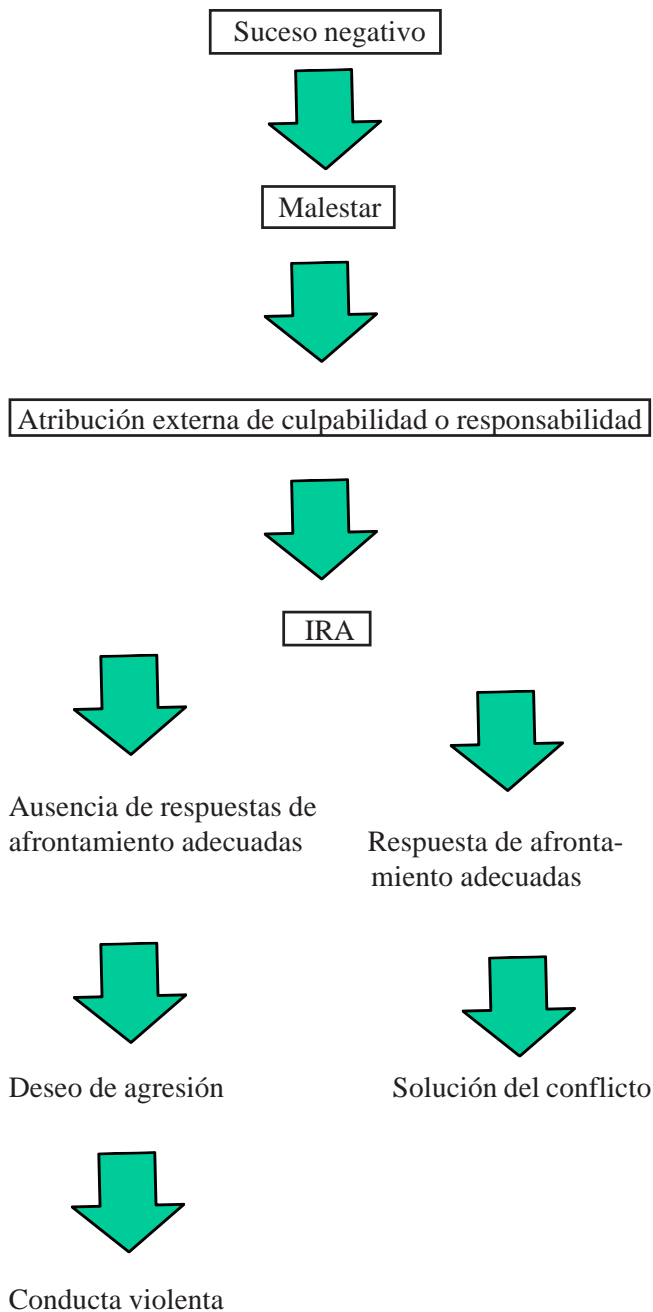 Suceso negativo
Malestar
Atribución externa de culpabilidad o responsabilidad
IRA
Ausencia de respuestas de
afrontamiento adecuadas
Respuesta de afronta-
miento adecuadas
Deseo de agresión
Solución del conflicto
Conducta violenta